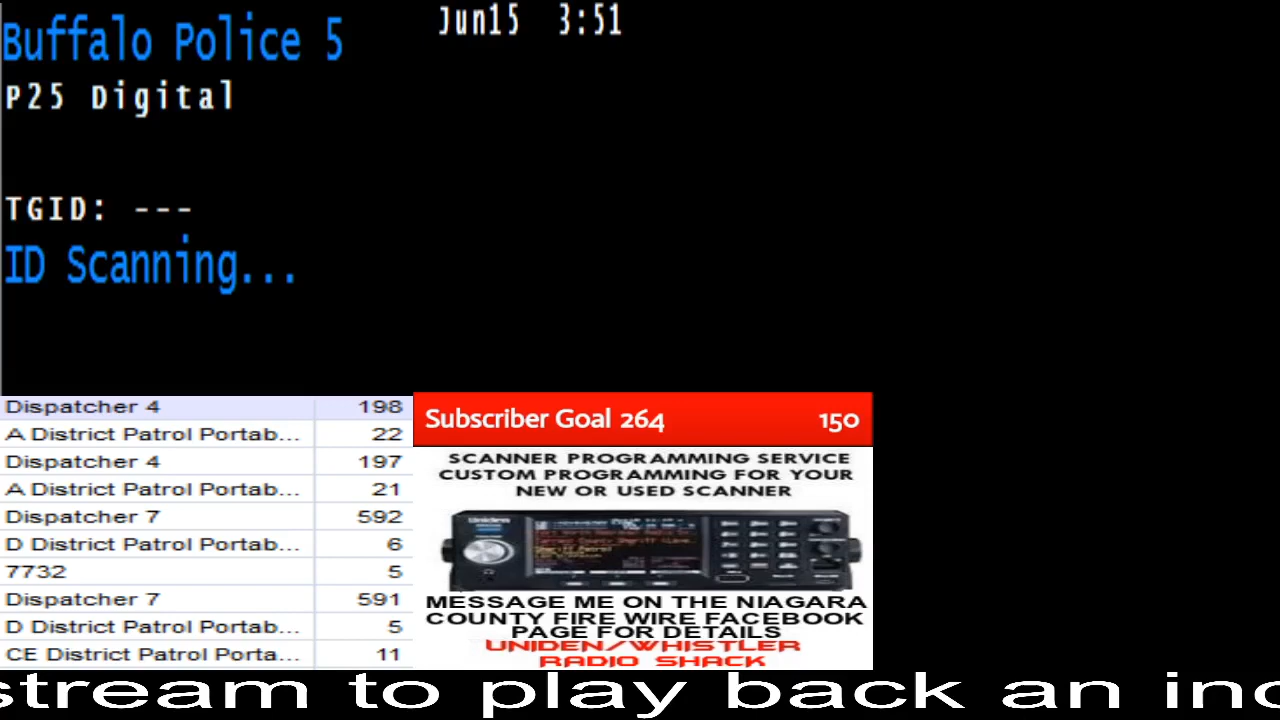 Buffalo Police 5
Jun15 3:51
P25 Digital
TGID: ---
ID Scanning...
Dispatcher 4 198
A District Patrol Portab... 22
Dispatcher 4 197
A District Patrol Portab... 21
Dispatcher 7 592
D District Patrol Portab... 6
7732 5
Dispatcher 7 591
D District Patrol Portab... 5
CE District Patrol Porta... 11
Subscriber Goal 264 150
SCANNER PROGRAMMING SERVICE
CUSTOM PROGRAMMING FOR YOUR
NEW OR USED SCANNER
Uniden
MESSAGE ME ON THE NIAGARA
COUNTY FIRE WIRE FACEBOOK
PAGE FOR DETAILS
UNIDEN/WHISTLER
RADIO SHACK
stream to play back an inc